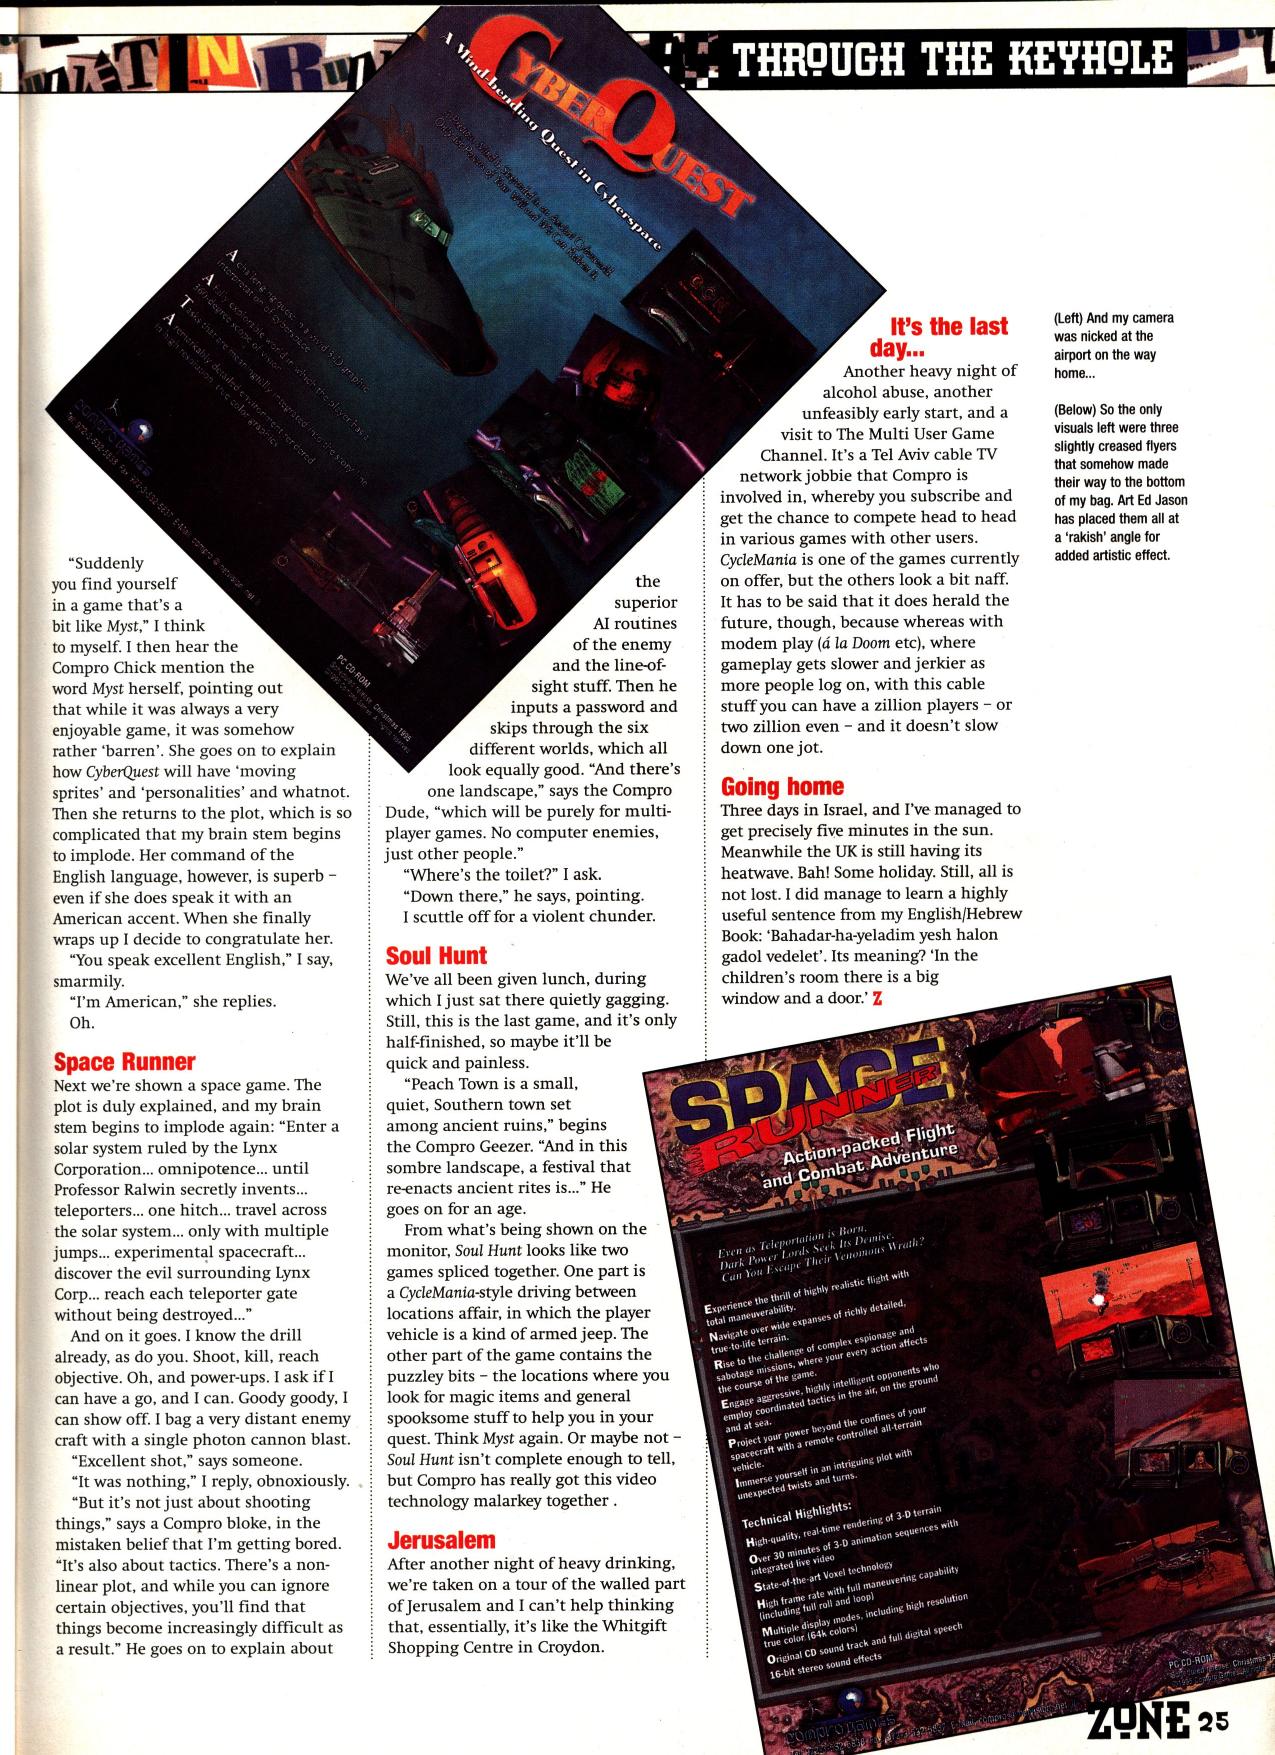 THROUGH THE KEYHOLE
CYBERQUEST
A Mind-bending Quest in Cyberspace
PC CD-ROM
“Suddenly
you find yourself
in a game that’s a
bit like Myst,” I think
to myself. I then hear the
Compro Chick mention the
word Myst herself, pointing out
that while it was always a very
enjoyable game, it was somehow
rather ‘barren’. She goes on to explain
how CyberQuest will have ‘moving
sprites’ and ‘personalities’ and whatnot.
Then she returns to the plot, which is so
complicated that my brain stem begins
to implode. Her command of the
English language, however, is superb –
even if she does speak it with an
American accent. When she finally
wraps up I decide to congratulate her.
“You speak excellent English,” I say,
smarmily.
“I’m American,” she replies.
Oh.
Space Runner
Next we’re shown a space game. The
plot is duly explained, and my brain
stem begins to implode again: “Enter a
solar system ruled by the Lynx
Corporation... omnipotence... until
Professor Ralwin secretly invents...
teleporters... one hitch... travel across
the solar system... only with multiple
jumps... experimental spacecraft...
discover the evil surrounding Lynx
Corp... reach each teleporter gate
without being destroyed...”
And on it goes. I know the drill
already, as do you. Shoot, kill, reach
objective. Oh, and power-ups. I ask if I
can have a go, and I can. Goody goody, I
can show off. I bag a very distant enemy
craft with a single photon cannon blast.
“Excellent shot,” says someone.
“It was nothing,” I reply, obnoxiously.
“But it’s not just about shooting
things,” says a Compro bloke, in the
mistaken belief that I’m getting bored.
“It’s also about tactics. There’s a non-
linear plot, and while you can ignore
certain objectives, you’ll find that
things become increasingly difficult as
a result.” He goes on to explain about
the
superior
AI routines
of the enemy
and the line-of-
sight stuff. Then he
inputs a password and
skips through the six
different worlds, which all
look equally good. “And there’s
one landscape,” says the Compro
Dude, “which will be purely for multi-
player games. No computer enemies,
just other people.”
“Where’s the toilet?” I ask.
“Down there,” he says, pointing.
I scuttle off for a violent chunder.
Soul Hunt
We’ve all been given lunch, during
which I just sat there quietly gagging.
Still, this is the last game, and it’s only
half-finished, so maybe it’ll be
quick and painless.
“Peach Town is a small,
quiet, Southern town set
among ancient ruins,” begins
the Compro Geezer. “And in this
sombre landscape, a festival that
re-enacts ancient rites is...” He
goes on for an age.
From what’s being shown on the
monitor, Soul Hunt looks like two
games spliced together. One part is
a CycleMania-style driving between
locations affair, in which the player
vehicle is a kind of armed jeep. The
other part of the game contains the
puzzley bits – the locations where you
look for magic items and general
spooksome stuff to help you in your
quest. Think Myst again. Or maybe not –
Soul Hunt isn’t complete enough to tell,
but Compro has really got this video
technology malarkey together .
Jerusalem
After another night of heavy drinking,
we’re taken on a tour of the walled part
of Jerusalem and I can’t help thinking
that, essentially, it’s like the Whitgift
Shopping Centre in Croydon.
It’s the last
day...
Another heavy night of
alcohol abuse, another
unfeasibly early start, and a
visit to The Multi User Game
Channel. It’s a Tel Aviv cable TV
network jobbie that Compro is
involved in, whereby you subscribe and
get the chance to compete head to head
in various games with other users.
CycleMania is one of the games currently
on offer, but the others look a bit naff.
It has to be said that it does herald the
future, though, because whereas with
modem play (á la Doom etc), where
gameplay gets slower and jerkier as
more people log on, with this cable
stuff you can have a zillion players – or
two zillion even – and it doesn’t slow
down one jot.
Going home
Three days in Israel, and I’ve managed to
get precisely five minutes in the sun.
Meanwhile the UK is still having its
heatwave. Bah! Some holiday. Still, all is
not lost. I did manage to learn a highly
useful sentence from my English/Hebrew
Book: ‘Bahadar-ha-yeladim yesh halon
gadol vedelet’. Its meaning? ‘In the
children’s room there is a big
window and a door.’ Z
(Left) And my camera
was nicked at the
airport on the way
home...
(Below) So the only
visuals left were three
slightly creased flyers
that somehow made
their way to the bottom
of my bag. Art Ed Jason
has placed them all at
a ‘rakish’ angle for
added artistic effect.
SPACE
RUNNER
Action-packed Flight
and Combat Adventure
Even as Teleportation is Born,
Dark Power Lords Seek Its Demise.
Can You Escape Their Venomous Wrath?
Experience the thrill of highly realistic flight with
total maneuverability.
Navigate over wide expanses of richly detailed,
true-to-life terrain.
Rise to the challenge of complex espionage and
sabotage missions, where your every action affects
the course of the game.
Engage aggressive, highly intelligent opponents who
employ coordinated tactics in the air, on the ground
and at sea.
Project your power beyond the confines of your
spacecraft with a remote controlled all-terrain
vehicle.
Immerse yourself in an intriguing plot with
unexpected twists and turns.
Technical Highlights:
High-quality, real-time rendering of 3-D terrain
Over 30 minutes of 3-D animation sequences with
integrated live video
State-of-the-art Voxel technology
High frame rate with full maneuvering capability
(including full roll and loop)
Multiple display modes, including high resolution
true color (64k colors)
Original CD sound track and full digital speech
16-bit stereo sound effects
PC CD-ROM
compro games
ZONE 25